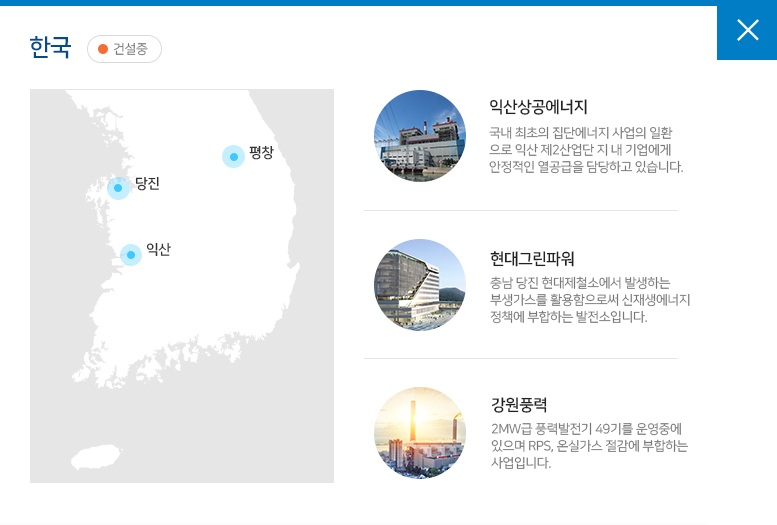 한국
건설중
평창
당진
익산
익산상공에너지
국내 최초의 집단에너지 사업의 일환
으로 익산 제2산업단 지 내 기업에게
안정적인 열공급을 담당하고 있습니다.
현대그린파워
충남 당진 현대제철소에서 발생하는
부생가스를 활용함으로써 신재생에너지
정책에 부합하는 발전소입니다.
강원풍력
2MW급 풍력발전기 49기를 운영중에
있으며 RPS, 온실가스 절감에 부합하는
사업입니다.